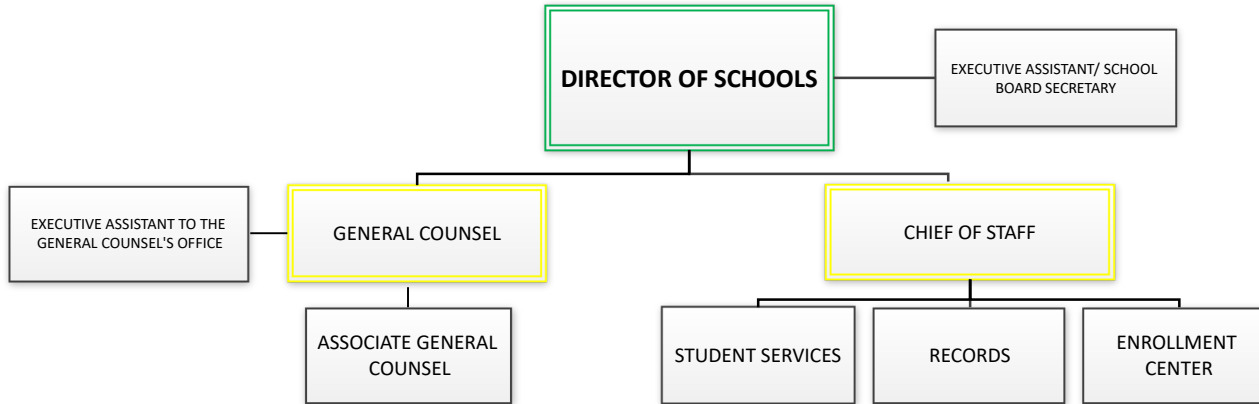 DIRECTOR OF SCHOOLS
EXECUTIVE ASSISTANT/ SCHOOL
BOARD SECRETARY
EXECUTIVE ASSISTANT TO THE
GENERAL COUNSEL'S OFFICE
GENERAL COUNSEL
CHIEF OF STAFF
ASSOCIATE GENERAL
COUNSEL
STUDENT SERVICES
RECORDS
ENROLLMENT
CENTER